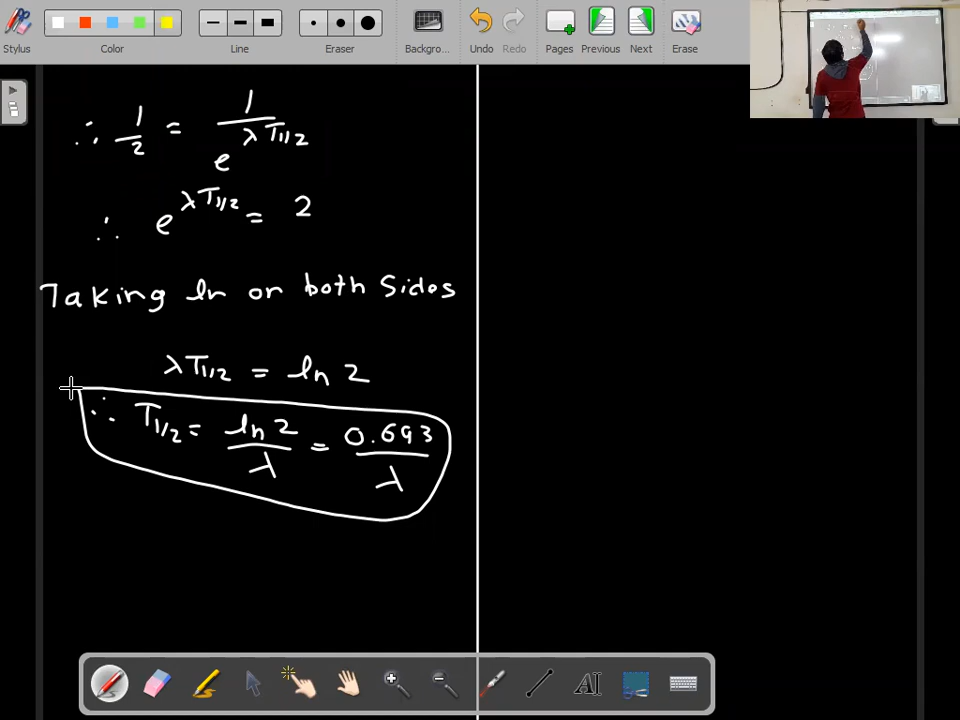 Stylus Color Line Eraser Backgro... Undo Redo Pages Previous Next Erase
∴ 1/2 = 1/e^λT1/2
∴ e^λT1/2 = 2
Taking ln on both Sides
λT1/2 = ln 2
∴ T1/2 = ln 2/λ = 0.693/λ
AI